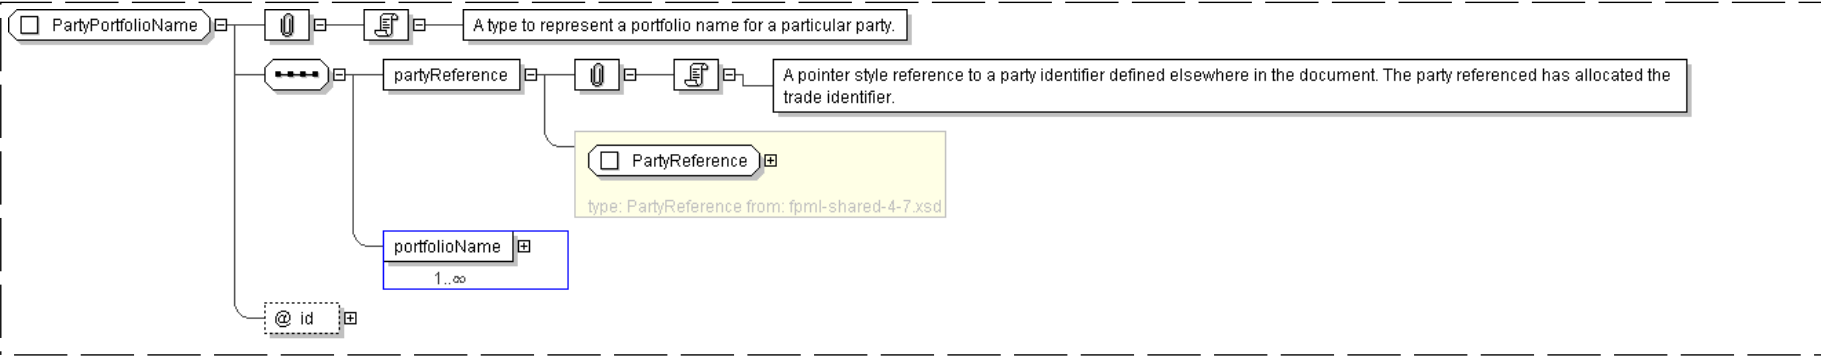 PartyPortfolioName
A type to represent a portfolio name for a particular party.
partyReference
A pointer style reference to a party identifier defined elsewhere in the document. The party referenced has allocated the
trade identifier.
PartyReference
type: PartyReference from: fpml-shared-4-7.xsd
portfolioName
1..∞
@ id